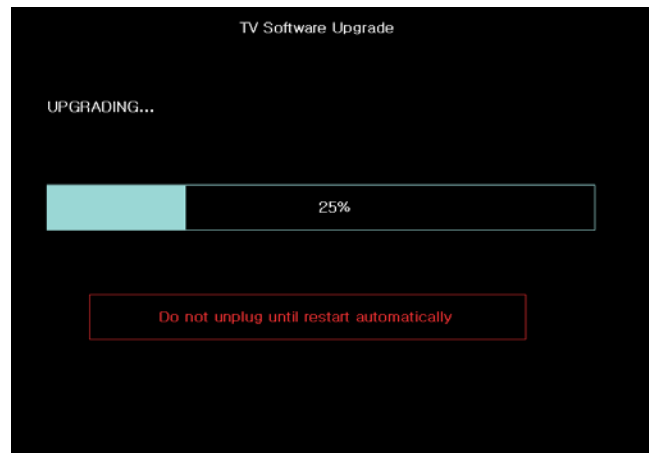 TV Software Upgrade
UPGRADING...
25%
Do not unplug until restart automatically